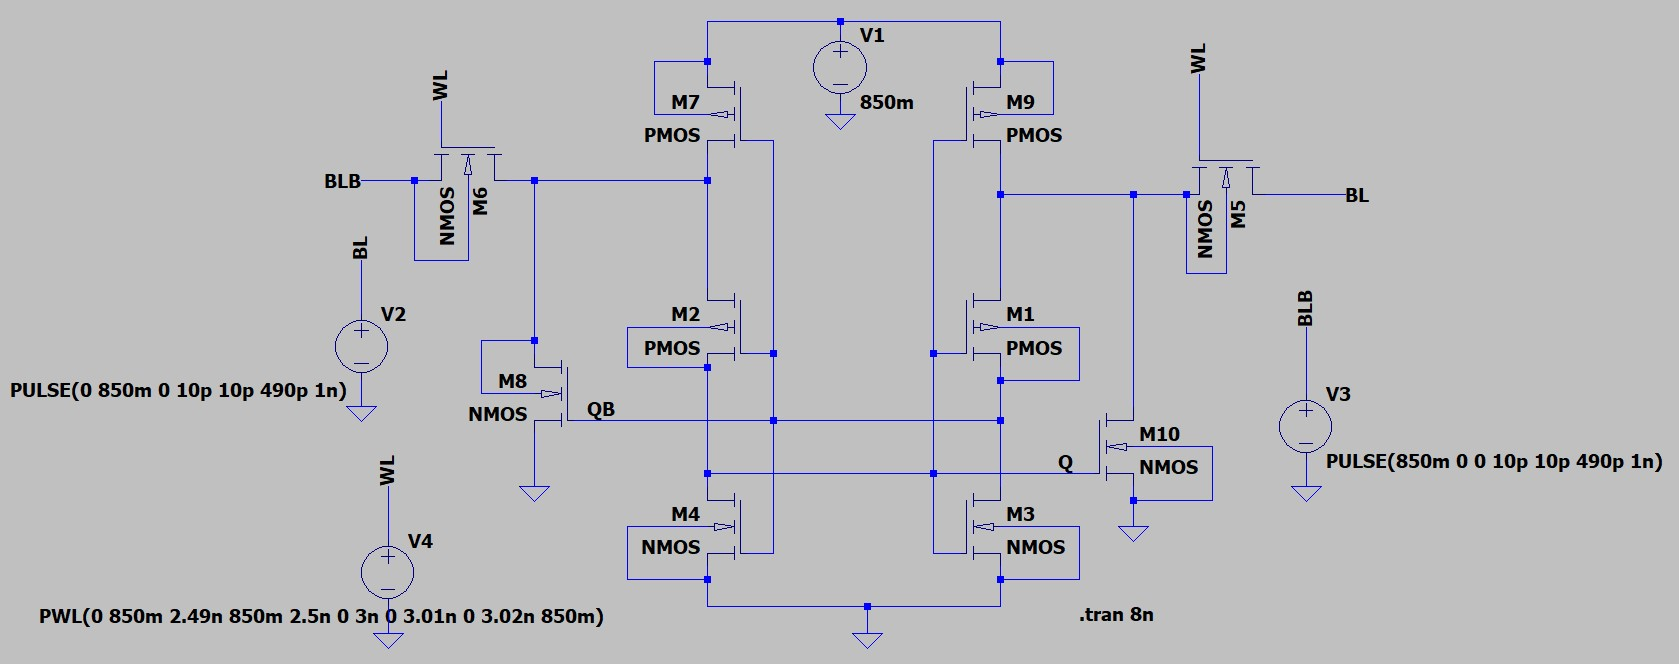 V1
850m
WL
M7
PMOS
M9
PMOS
WL
BLB
NMOS
M6
NMOS
M5
BL
BL
V2
PULSE(0 850m 0 10p 10p 490p 1n)
M2
PMOS
M1
PMOS
BLB
V3
PULSE(850m 0 0 10p 10p 490p 1n)
M8
NMOS
QB
Q
M10
NMOS
WL
V4
PWL(0 850m 2.49n 850m 2.5n 0 3n 0 3.01n 0 3.02n 850m)
M4
NMOS
M3
NMOS
.tran 8n